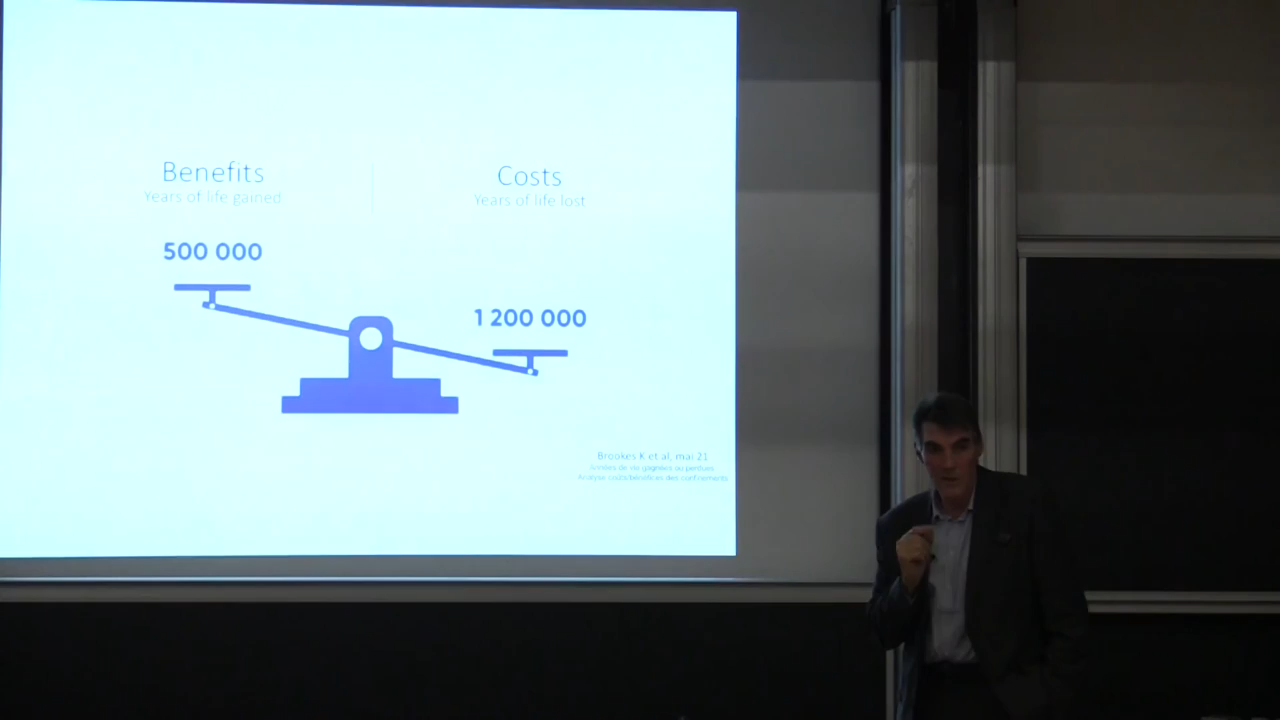 Benefits
Years of life gained
500 000
Costs
Years of life lost
1 200 000
Brookes K et al, mai 21
Années de vie gagnées ou perdues
Analyse coûts/bénéfices des confinements